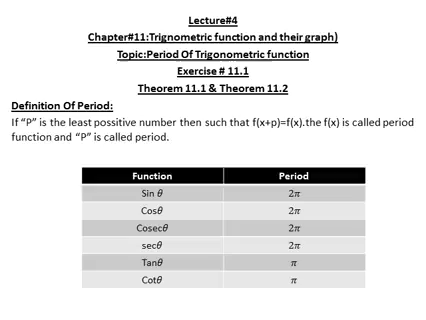 Lecture#4
Chapter#11:Trignometric function and their graph)
Topic:Period Of Trigonometric function
Exercise # 11.1
Theorem 11.1 & Theorem 11.2
Definition Of Period:
If “P” is the least possitive number then such that f(x+p)=f(x).the f(x) is called period
function and “P” is called period.
Function Period
Sin θ 2π
Cosθ 2π
Cosecθ 2π
secθ 2π
Tanθ π
Cotθ π